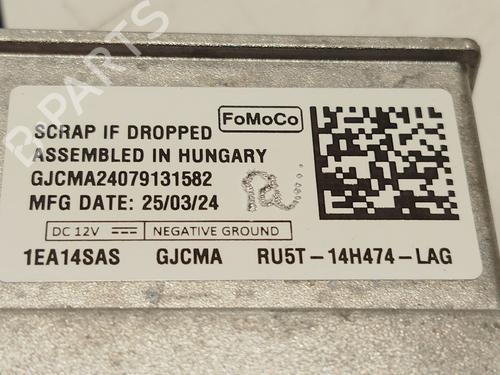 B-PARTS
FoMoCo
SCRAP IF DROPPED
ASSEMBLED IN HUNGARY
GJCMA24079131582
MFG DATE: 25/03/24
DC 12V NEGATIVE GROUND
1EA14SAS GJCMA RU5T-14H474-LAG